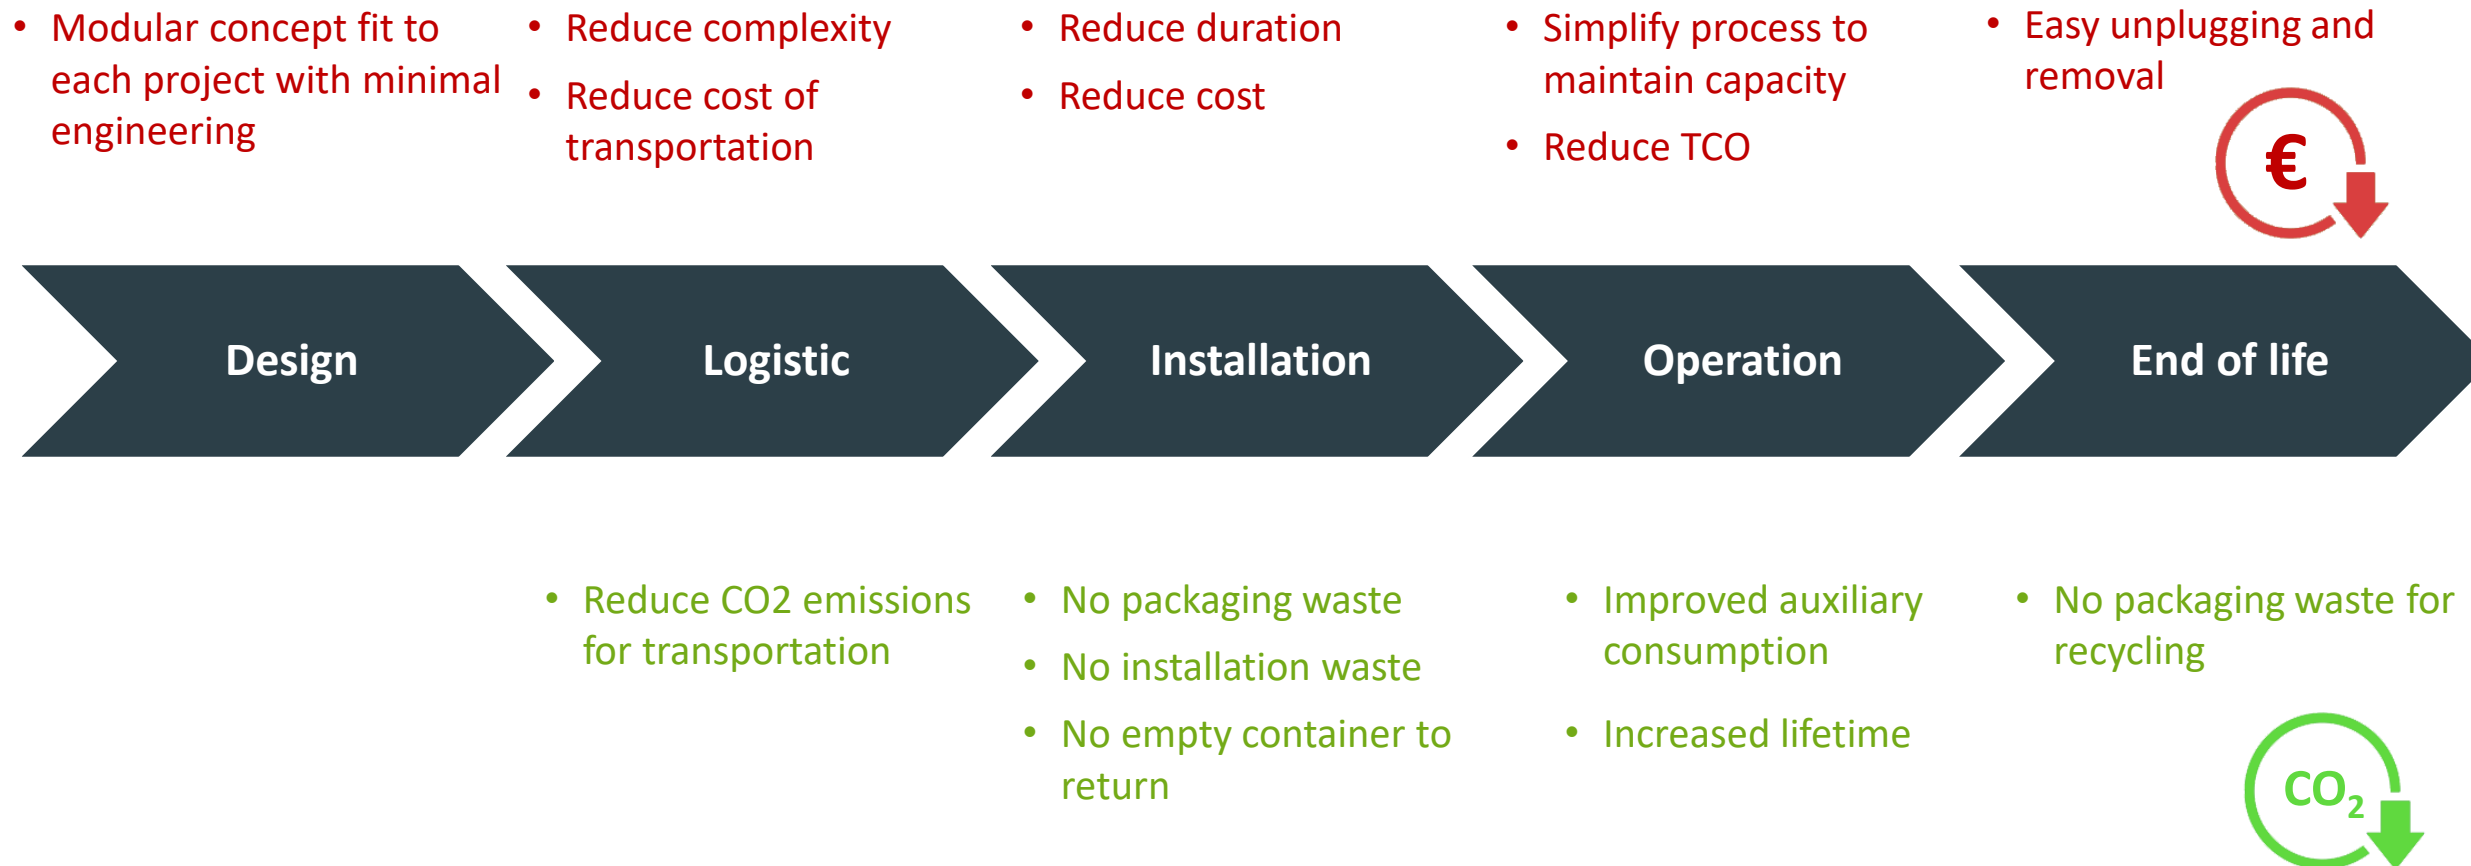 • Modular concept fit to
each project with minimal
engineering
• Reduce complexity
• Reduce cost of
transportation
• Reduce duration
• Reduce cost
• Simplify process to
maintain capacity
• Reduce TCO
• Easy unplugging and
removal
€
Design
Logistic
Installation
Operation
End of life
• Reduce CO2 emissions
for transportation
• No packaging waste
• No installation waste
• No empty container to
return
• Improved auxiliary
consumption
• Increased lifetime
• No packaging waste for
recycling
CO₂